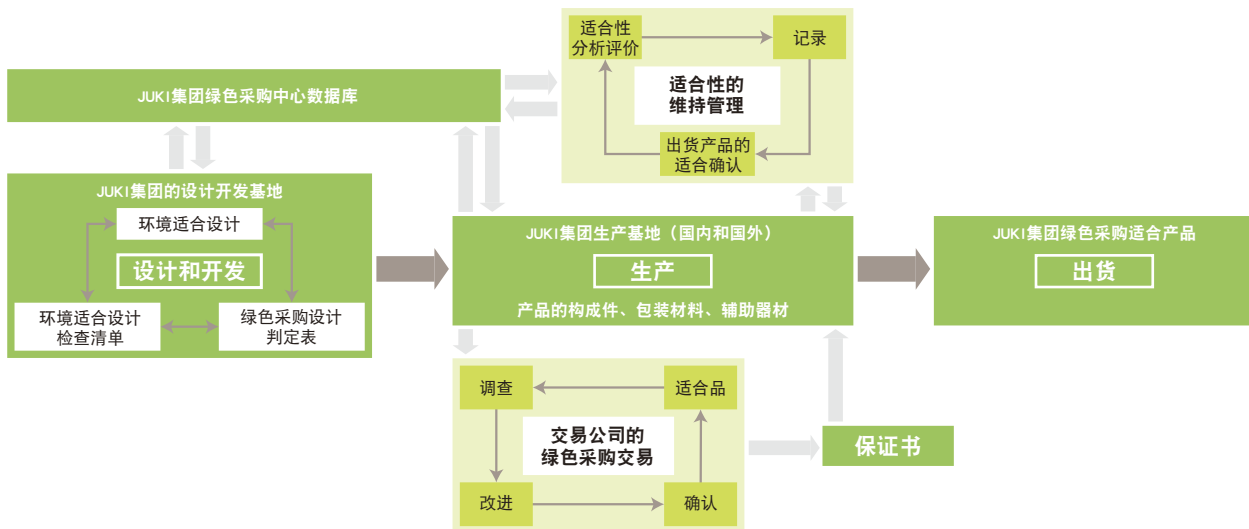 适合性
分析评价
记录
适合性的
维持管理
出货产品的
适合确认
JUKI集团绿色采购中心数据库
JUKI集团的设计开发基地
环境适合设计
设计和开发
环境适合设计
检查清单
绿色采购设计
判定表
JUKI集团生产基地（国内和国外）
生产
产品的构成件、包装材料、辅助器材
JUKI集团绿色采购适合产品
出货
调查
适合品
交易公司的
绿色采购交易
改进
确认
保证书